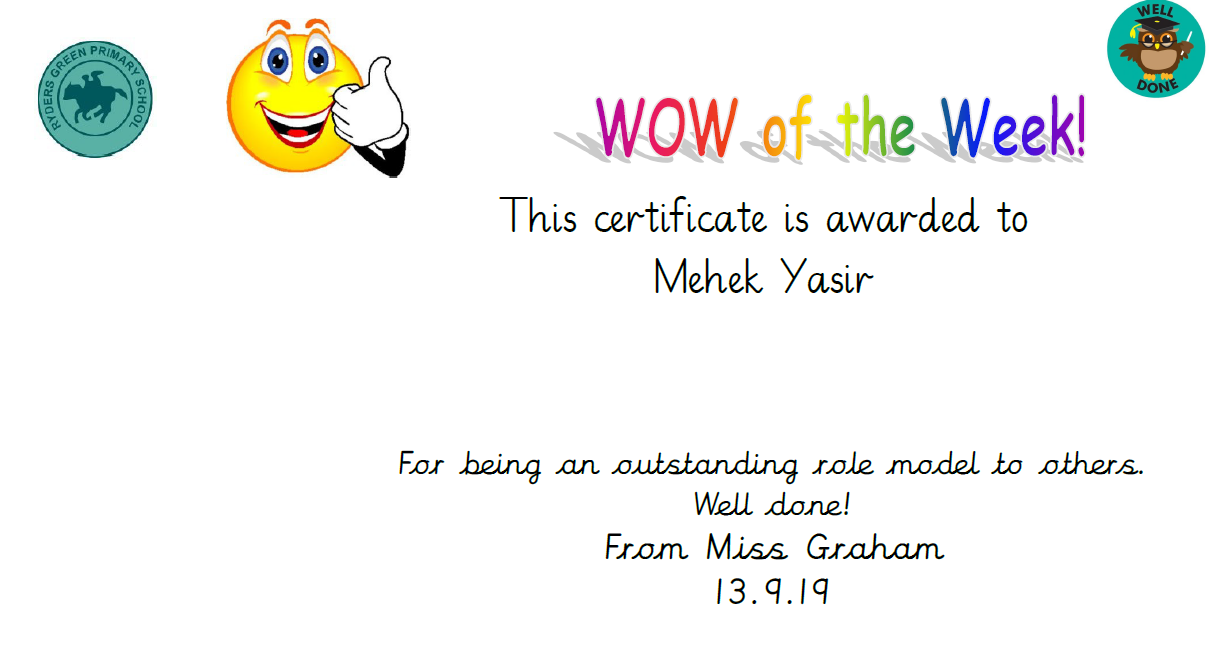 RYDERS GREEN PRIMARY SCHOOL
WELL
DONE
WOW of the Week!
This certificate is awarded to
Mehek Yasir
For being an outstanding role model to others.
Well done!
From Miss Graham
13.9.19